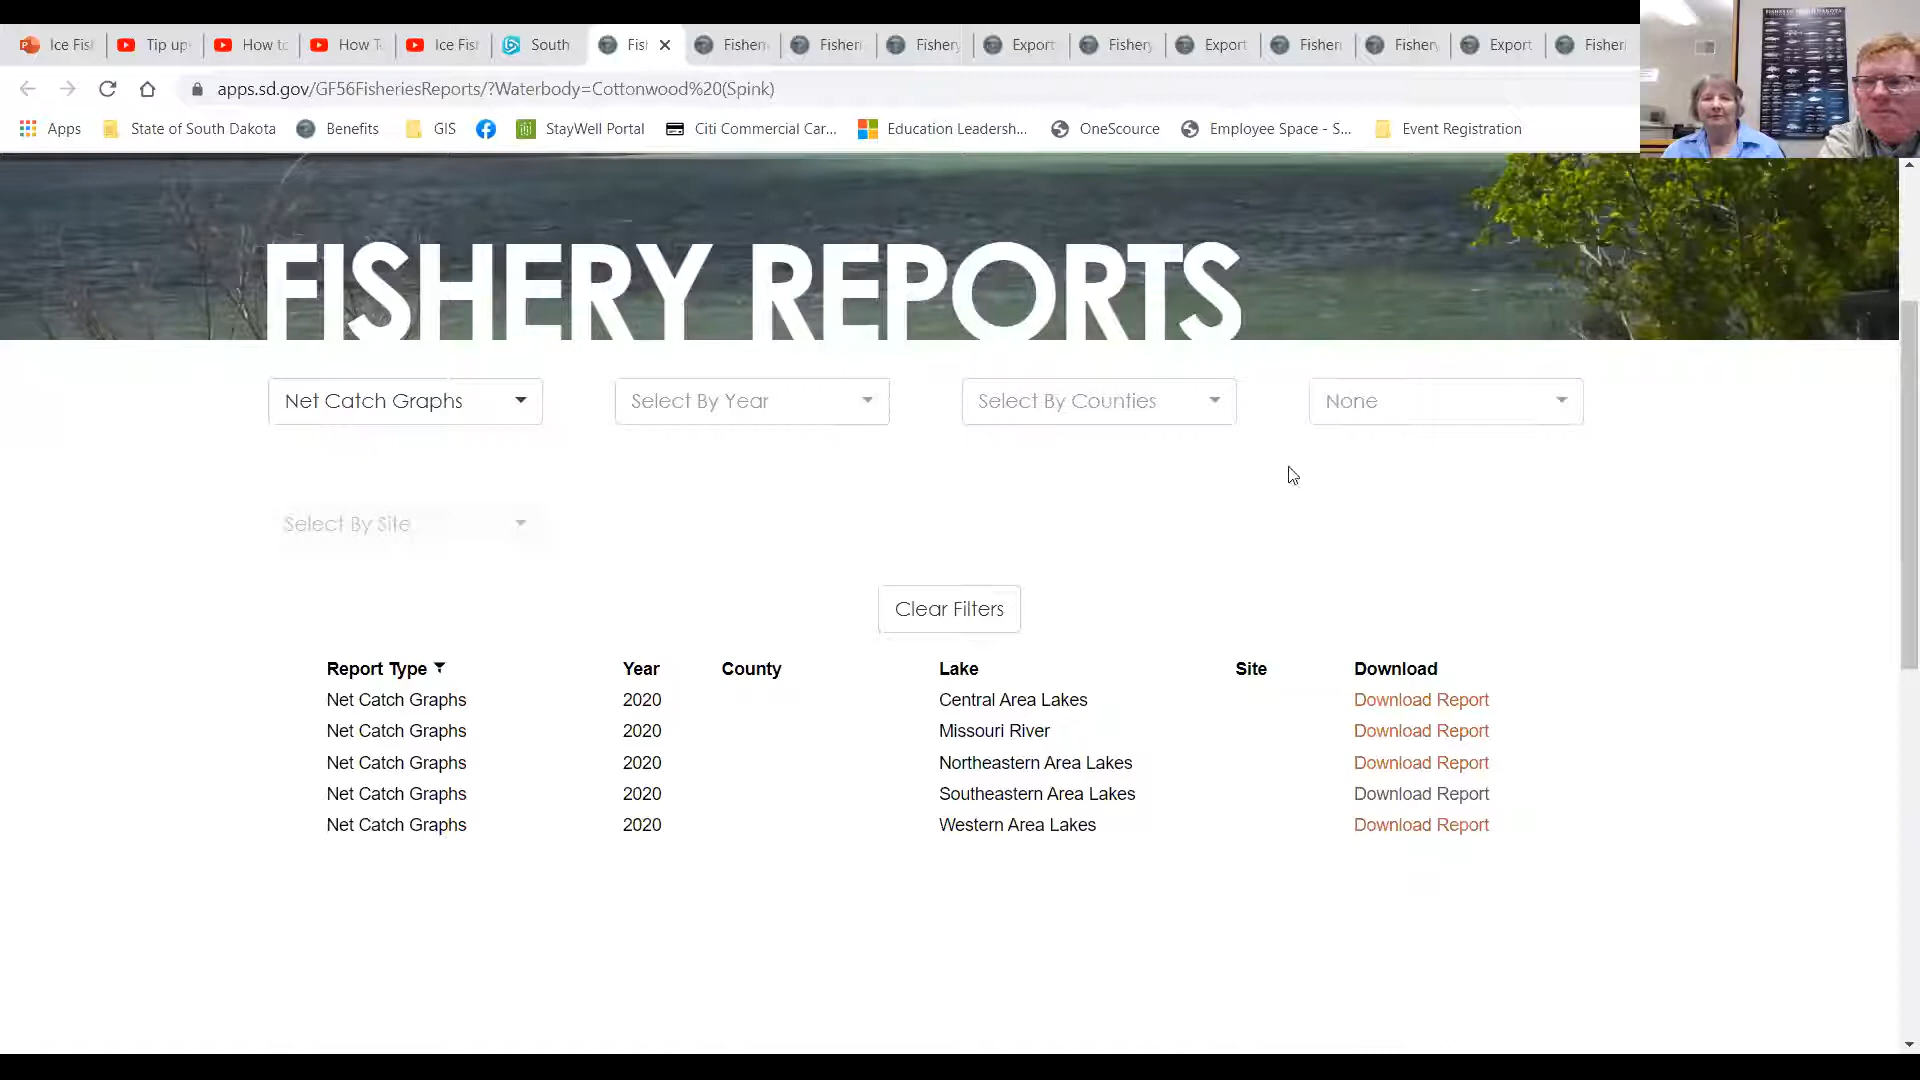 Ice Fis Tip up How to How T Ice Fis South Fis Fisher Fisheri Fishery Export Fishery Export Fisheri Fishery Export Fisher
apps.sd.gov/GF56FisheriesReports/?Waterbody=Cottonwood%20(Spink)
Apps State of South Dakota Benefits GIS StayWell Portal Citi Commercial Car... Education Leadersh... OneScource Employee Space - S... Event Registration
FISHERY REPORTS
Net Catch Graphs Select By Year Select By Counties None
Select By Site
Clear Filters
Report Type Year County Lake Site Download
Net Catch Graphs 2020 Central Area Lakes Download Report
Net Catch Graphs 2020 Missouri River Download Report
Net Catch Graphs 2020 Northeastern Area Lakes Download Report
Net Catch Graphs 2020 Southeastern Area Lakes Download Report
Net Catch Graphs 2020 Western Area Lakes Download Report